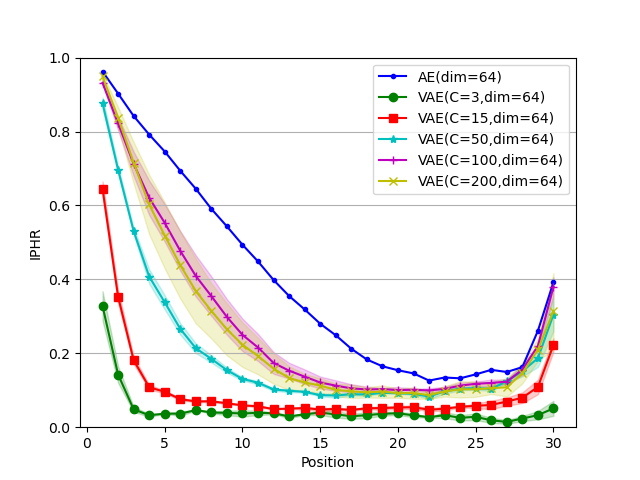 1.0
0.8
0.6
0.4
0.2
0.0
IPHR
AE(dim=64)
VAE(C=3,dim=64)
VAE(C=15,dim=64)
VAE(C=50,dim=64)
VAE(C=100,dim=64)
VAE(C=200,dim=64)
0 5 10 15 20 25 30
Position